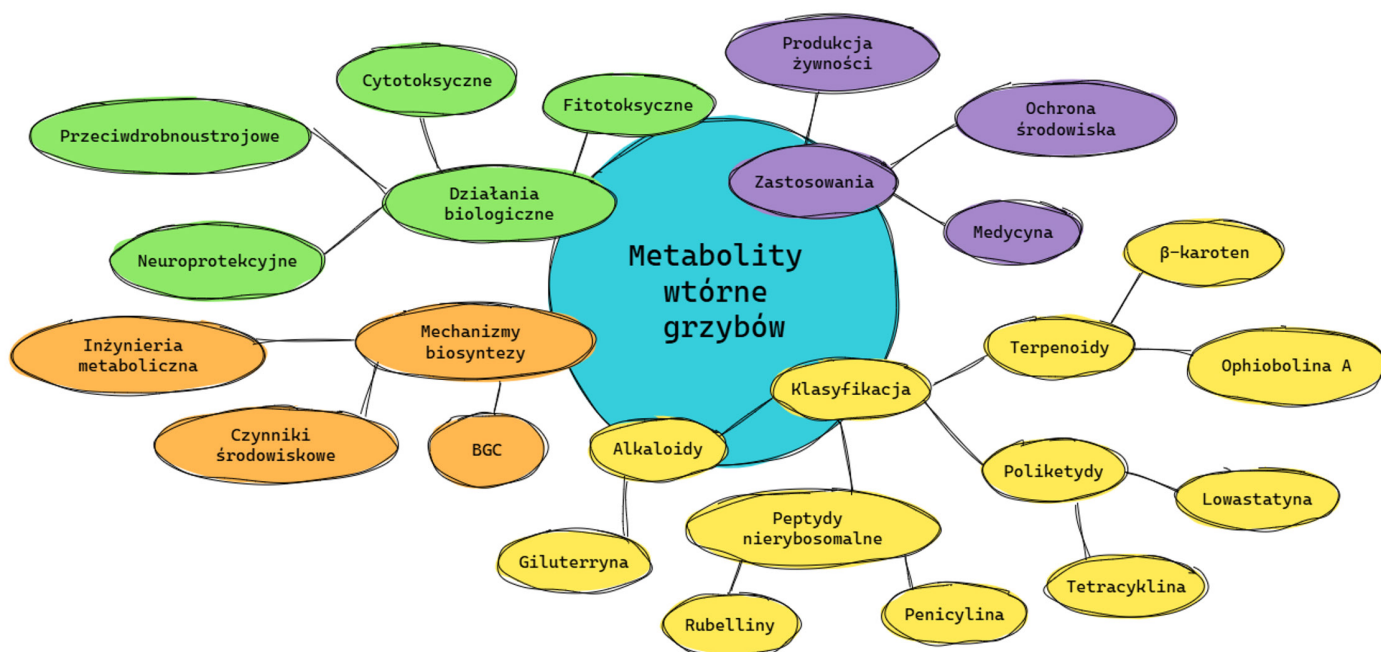 Produkcja
żywności
Cytotoksyczne
Fitotoksyczne
Ochrona
środowiska
Przeciwdrobnoustrojowe
Zastosowania
Działania
biologiczne
Medycyna
Neuroprotekcyjne
Metabolity
wtórne
grzybów
β-karoten
Mechanizmy
biosyntezy
Inżynieria
metaboliczna
Terpenoidy
Ophiobolina A
Klasyfikacja
Czynniki
środowiskowe
BGC
Alkaloidy
Poliketydy
Lowastatyna
Peptydy
nierybosomalne
Giluterryna
Tetracyklina
Rubelliny
Penicylina